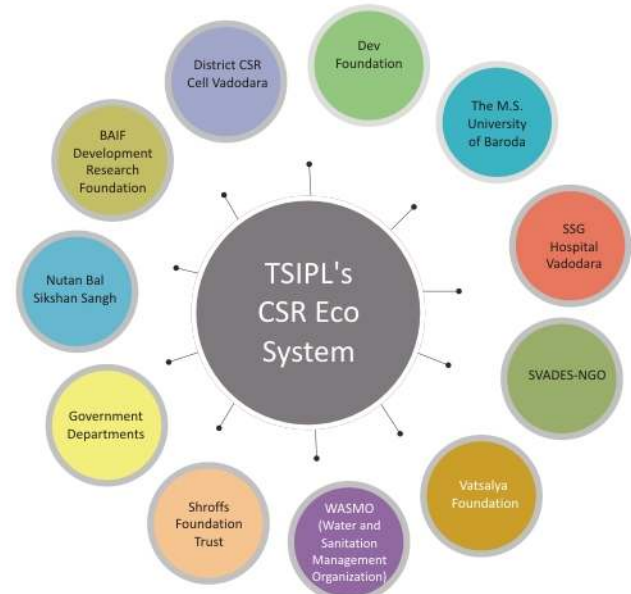 TSIPL's
CSR Eco
System
Dev
Foundation
The M.S.
University
of Baroda
SSG
Hospital
Vadodara
SVADES-NGO
Vatsalya
Foundation
WASMO
(Water and
Sanitation
Management
Organization)
Shroffs
Foundation
Trust
Government
Departments
Nutan Bal
Sikshan Sangh
BAIF
Development
Research
Foundation
District CSR
Cell Vadodara